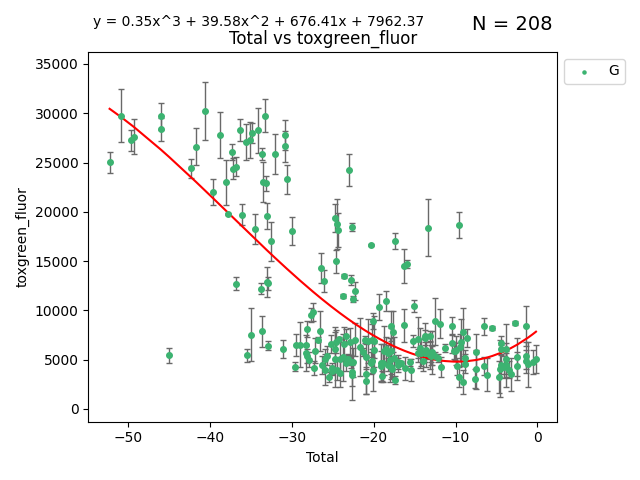 y = 0.35x^3 + 39.58x^2 + 676.41x + 7962.37
N = 208
Total vs toxgreen_fluor
G
35000
30000
25000
20000
15000
10000
5000
0
toxgreen_fluor
−50
−40
−30
−20
−10
0
Total